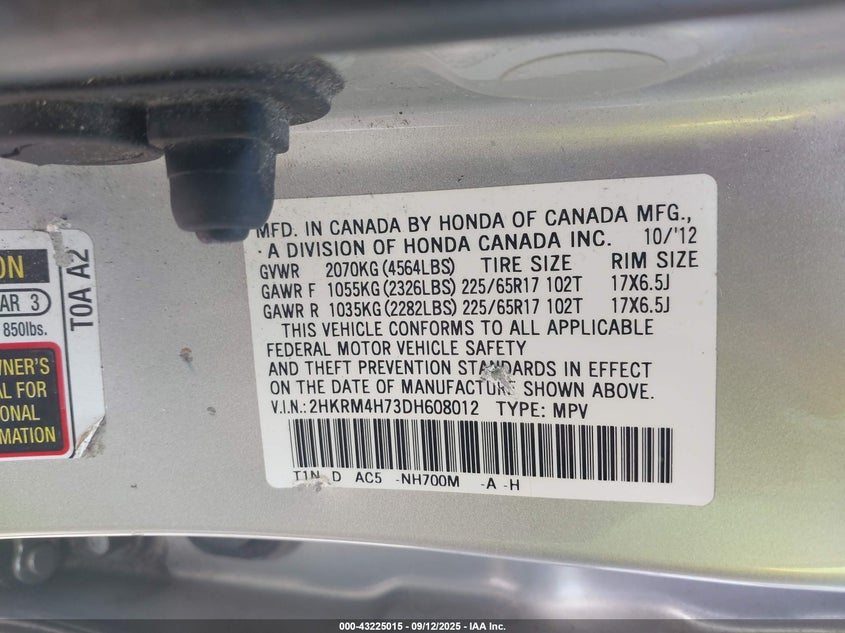 MFD. IN CANADA BY HONDA OF CANADA MFG.,
A DIVISION OF HONDA CANADA INC. 10/'12
GVWR 2070KG (4564LBS) TIRE SIZE RIM SIZE
GAWR F 1055KG (2326LBS) 225/65R17 102T 17X6.5J
GAWR R 1035KG (2282LBS) 225/65R17 102T 17X6.5J
THIS VEHICLE CONFORMS TO ALL APPLICABLE
FEDERAL MOTOR VEHICLE SAFETY
AND THEFT PREVENTION STANDARDS IN EFFECT
ON THE DATE OF MANUFACTURE SHOWN ABOVE.
V.I.N.: 2HKRM4H73DH608012 TYPE: MPV
T1N D AC5 -NH700M -A -H
ON
AR 3
850lbs.
T0A A2
WNER'S
AL FOR
IONAL
MATION
000-43225015 - 09/12/2025 - IAA Inc.